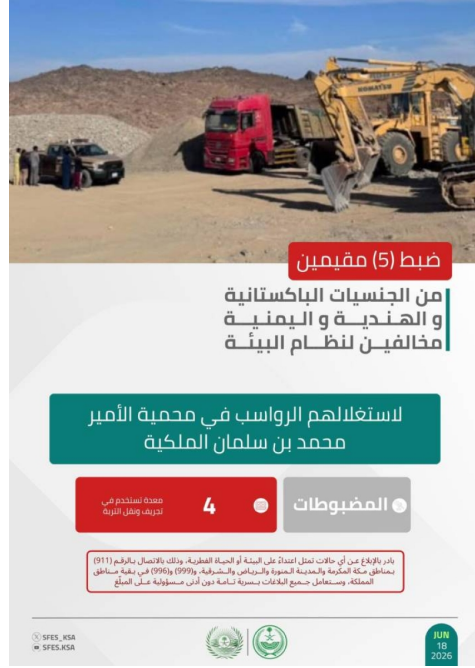 KOMATSU
ضبط (5) مقيمين
من الجنسيات الباكستانية
و الهندية و اليمنية
مخالفين لنظام البيئة
لاستغلالهم الرواسب في محمية الأمير
محمد بن سلمان الملكية
المضبوطات
4
معدة تستخدم في
تجريف ونقل التربة
بادر بالإبلاغ عن أي حالات تمثل اعتداءً على البيئة أو الحياة الفطرية، وذلك بالاتصال بالرقم (911)
بمناطق مكة المكرمة والمدينة المنورة والرياض والشرقية، و(999) و(996) في بقية مناطق
المملكة، وستعامل جميع البلاغات بسرية تامة دون أدنى مسؤولية على المبلّغ
SFES_KSA
SFES.KSA
JUN
18
2026